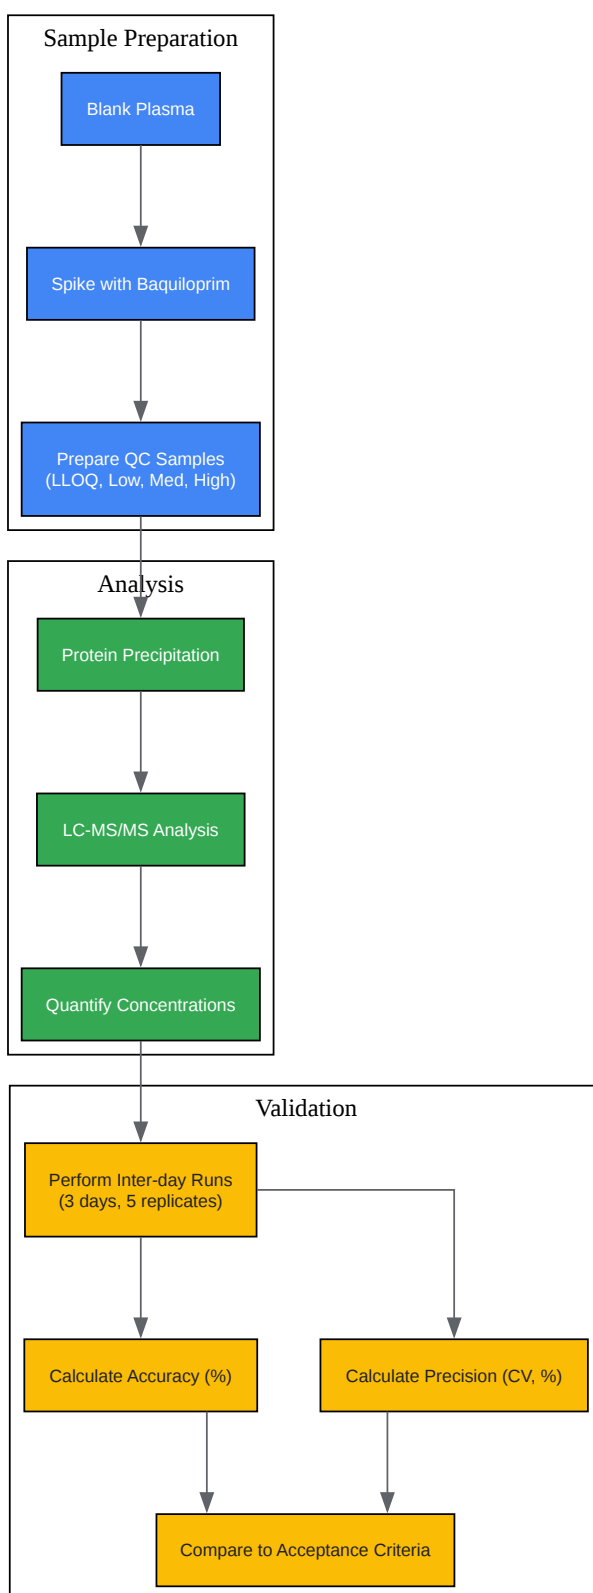 Sample Preparation
Blank Plasma
Spike with Baquiloprim
Prepare QC Samples
(LLOQ, Low, Med, High)
Analysis
Protein Precipitation
LC-MS/MS Analysis
Quantify Concentrations
Validation
Perform Inter-day Runs
(3 days, 5 replicates)
Calculate Accuracy (%)
Calculate Precision (CV, %)
Compare to Acceptance Criteria